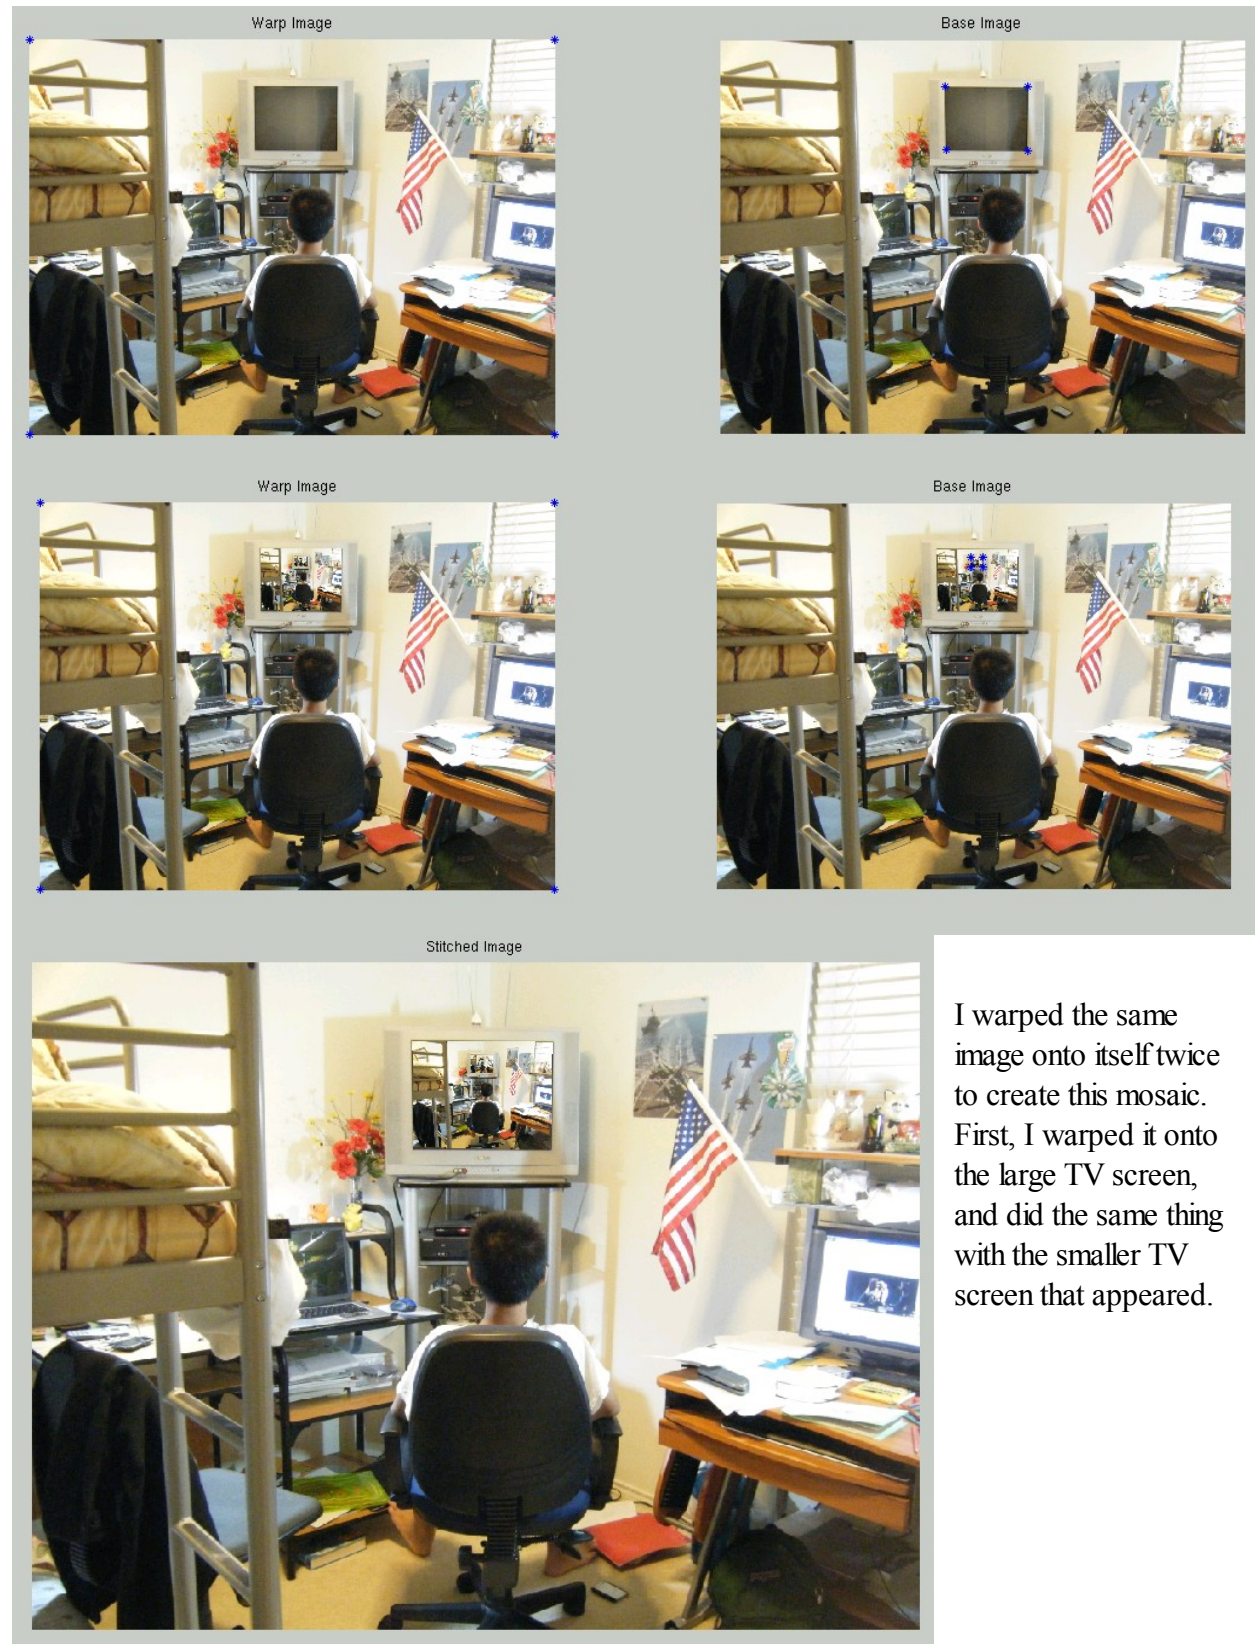 Warp Image
Base Image
Warp Image
Base Image
Stitched Image
I warped the same
image onto itself twice
to create this mosaic.
First, I warped it onto
the large TV screen,
and did the same thing
with the smaller TV
screen that appeared.